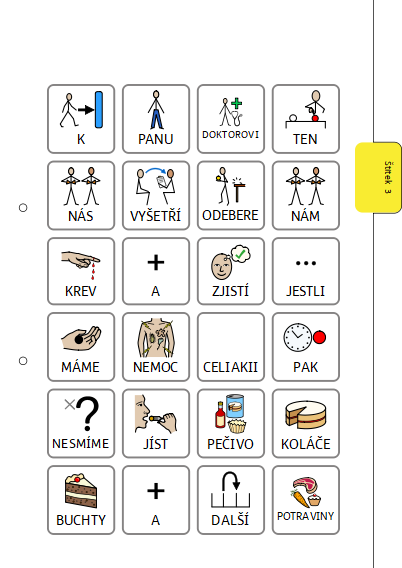 K PANU DOKTOROVI TEN
NÁS VYŠETŘÍ ODEBERE NÁM
KREV A ZJISTÍ JESTLI
MÁME NEMOC CELIAKII PAK
NESMÍME JÍST PEČIVO KOLÁČE
BUCHTY A DALŠÍ POTRAVINY
Štítek 3